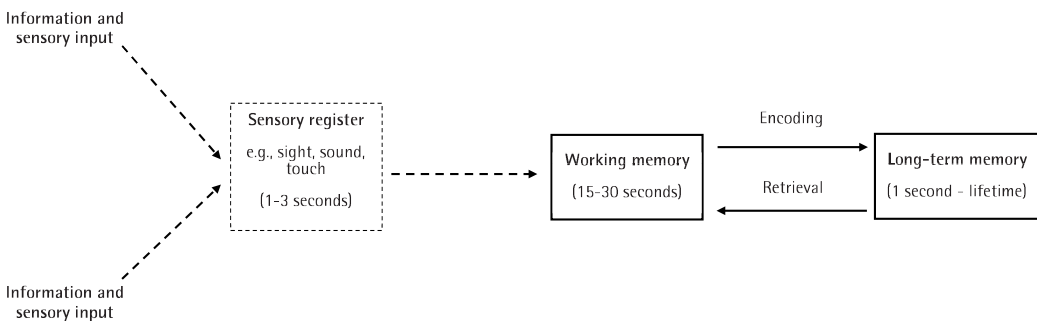 Information and
sensory input
Sensory register
e.g., sight, sound,
touch
(1-3 seconds)
Working memory
(15-30 seconds)
Encoding
Retrieval
Long-term memory
(1 second - lifetime)
Information and
sensory input